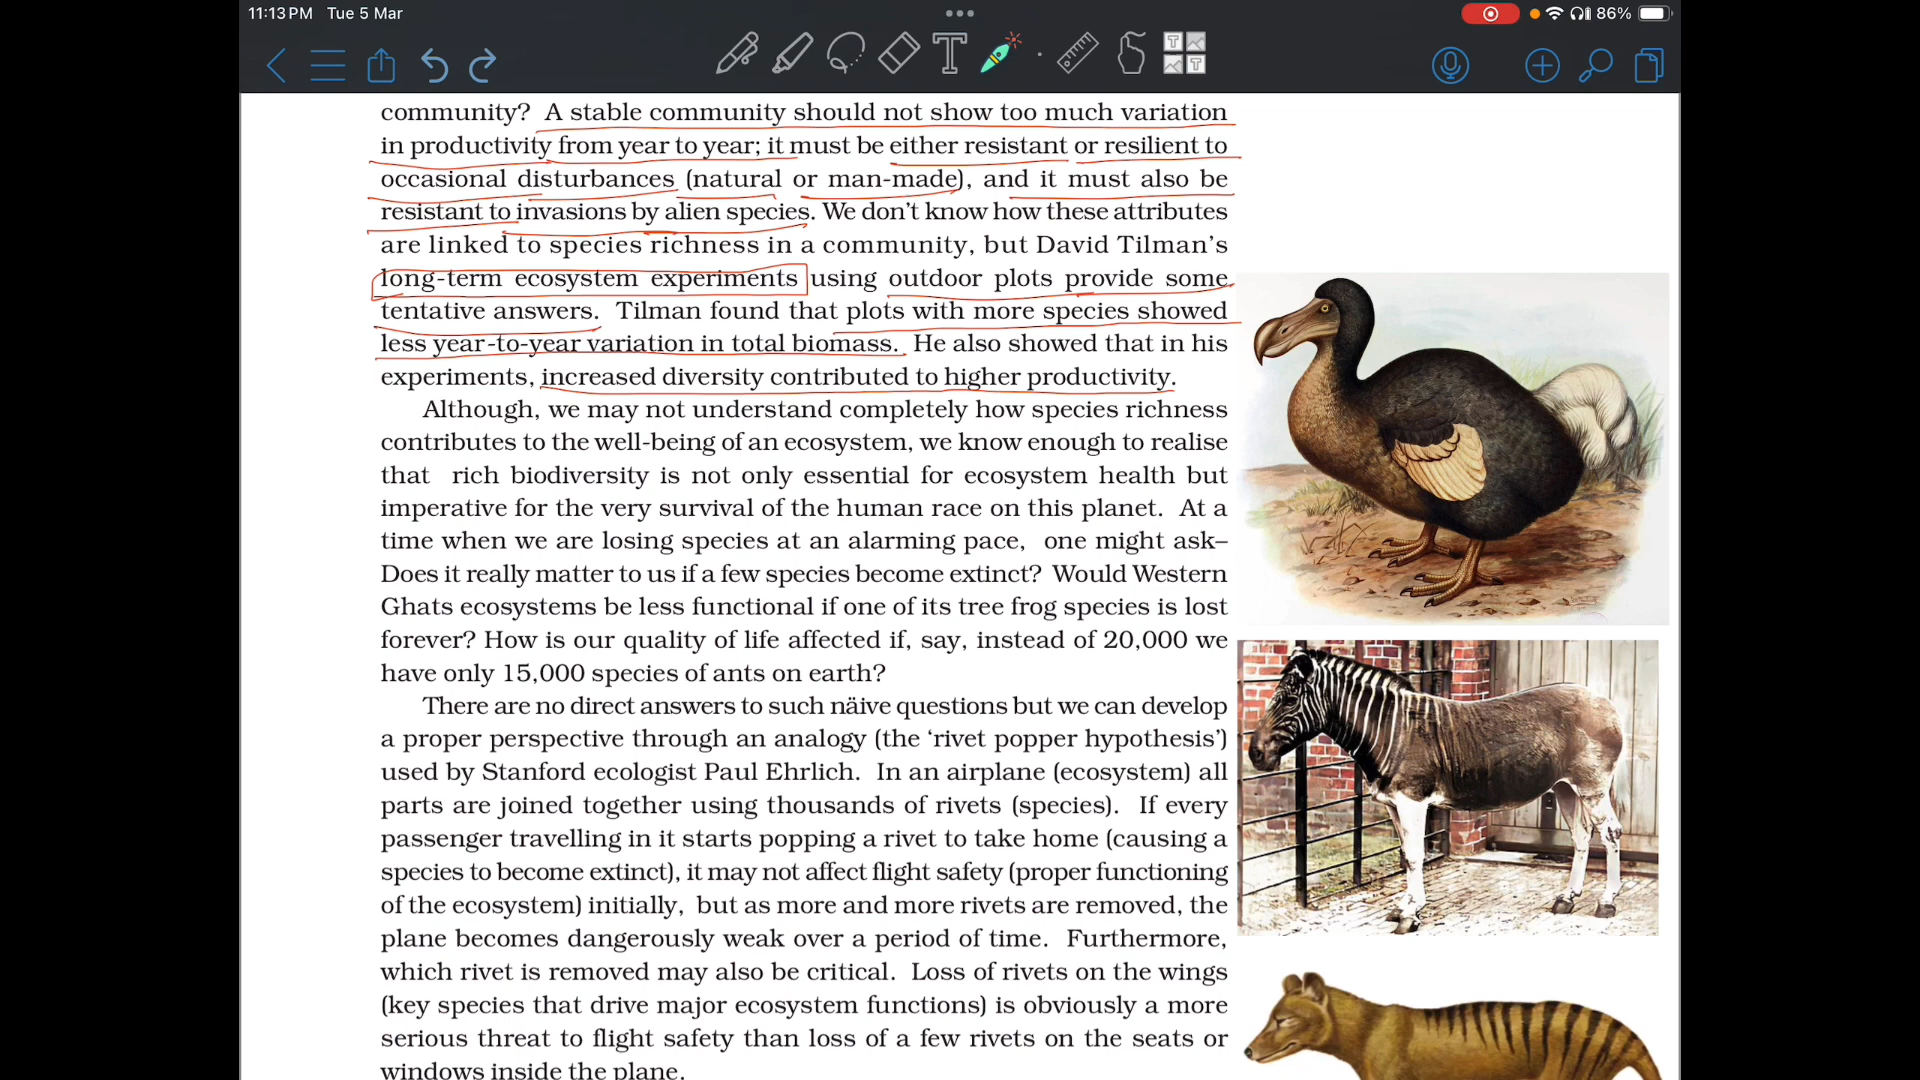 11:13 PM Tue 5 Mar
86%
community? A stable community should not show too much variation
in productivity from year to year; it must be either resistant or resilient to
occasional disturbances (natural or man-made), and it must also be
resistant to invasions by alien species. We don't know how these attributes
are linked to species richness in a community, but David Tilman's
long-term ecosystem experiments using outdoor plots provide some
tentative answers. Tilman found that plots with more species showed
less year-to-year variation in total biomass. He also showed that in his
experiments, increased diversity contributed to higher productivity.
Although, we may not understand completely how species richness
contributes to the well-being of an ecosystem, we know enough to realise
that rich biodiversity is not only essential for ecosystem health but
imperative for the very survival of the human race on this planet. At a
time when we are losing species at an alarming pace, one might ask–
Does it really matter to us if a few species become extinct? Would Western
Ghats ecosystems be less functional if one of its tree frog species is lost
forever? How is our quality of life affected if, say, instead of 20,000 we
have only 15,000 species of ants on earth?
There are no direct answers to such näive questions but we can develop
a proper perspective through an analogy (the ‘rivet popper hypothesis’)
used by Stanford ecologist Paul Ehrlich. In an airplane (ecosystem) all
parts are joined together using thousands of rivets (species). If every
passenger travelling in it starts popping a rivet to take home (causing a
species to become extinct), it may not affect flight safety (proper functioning
of the ecosystem) initially, but as more and more rivets are removed, the
plane becomes dangerously weak over a period of time. Furthermore,
which rivet is removed may also be critical. Loss of rivets on the wings
(key species that drive major ecosystem functions) is obviously a more
serious threat to flight safety than loss of a few rivets on the seats or
windows inside the plane.